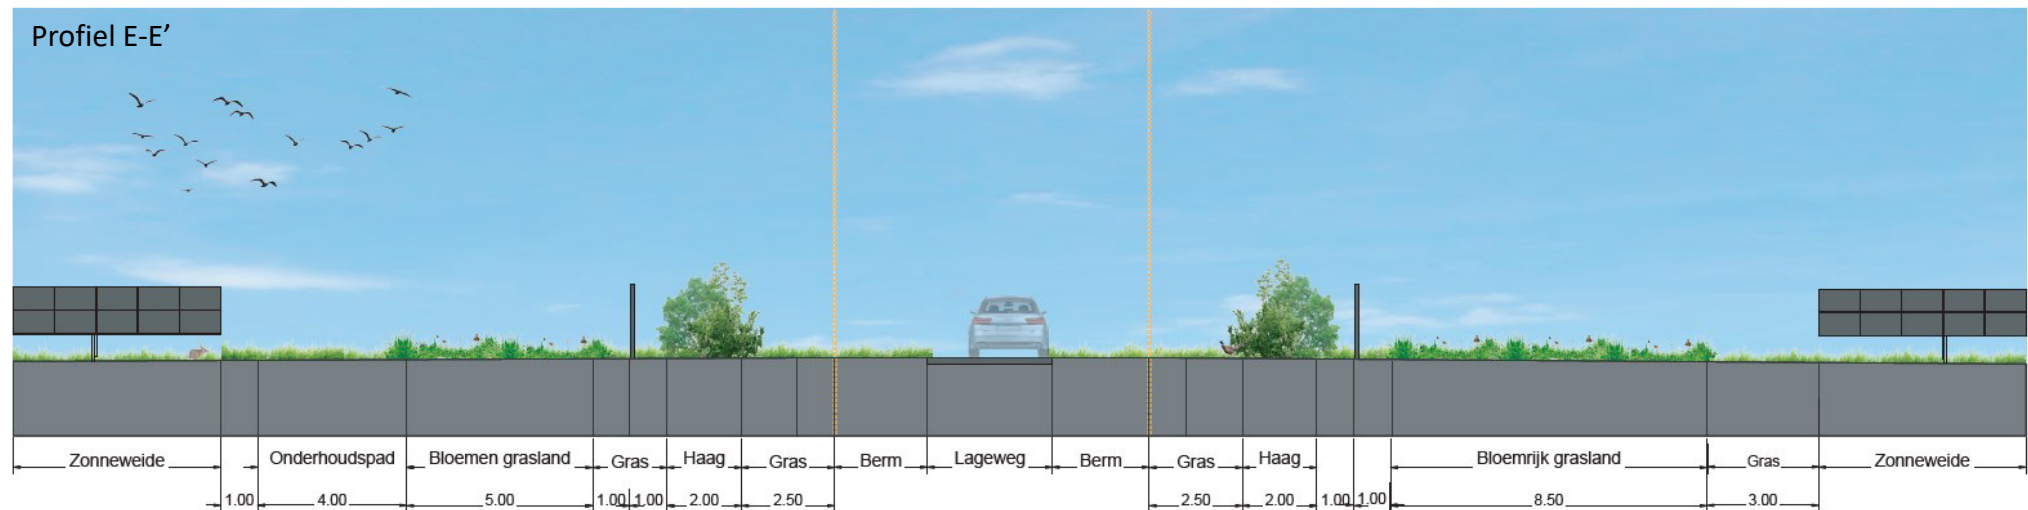 Profiel E-E’
Zonneweide Onderhoudspad Bloemen grasland Gras Haag Gras Berm Lageweg Berm Gras Haag Bloemrijk grasland Gras Zonneweide
1.00 4.00 5.00 1.00 1.00 2.00 2.50 2.50 2.00 1.00 1.00 8.50 3.00